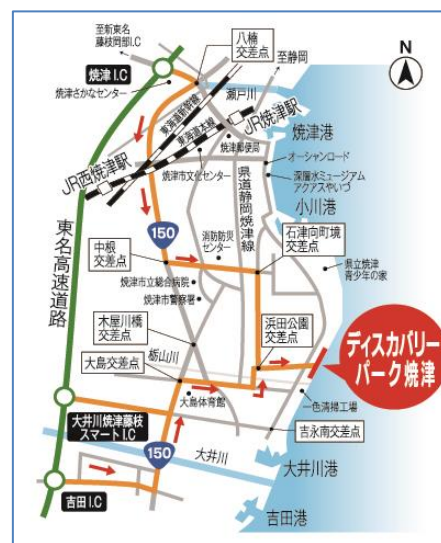 至新東名
藤枝岡部I.C
八楠
交差点
至静岡
N
焼津I.C
焼津さかなセンター
瀬戸川
東海道新幹線
東海道本線
JR焼津駅
焼津港
焼津郵便局
オーシャンロード
JR西焼津駅
焼津市文化センター
深層水ミュージアム
アクアスやいづ
県道静岡焼津線
小川港
150
消防防災
センター
石津向町境
交差点
中根
交差点
県立焼津
青少年の家
東名高速道路
焼津市立総合病院
焼津市警察署
木屋川橋
交差点
浜田公園
交差点
ディスカバリー
パーク焼津
栃山川
大島交差点
大島体育館
一色清掃工場
大井川焼津藤枝
スマートI.C
吉永南交差点
150
大井川
大井川港
吉田I.C
吉田港